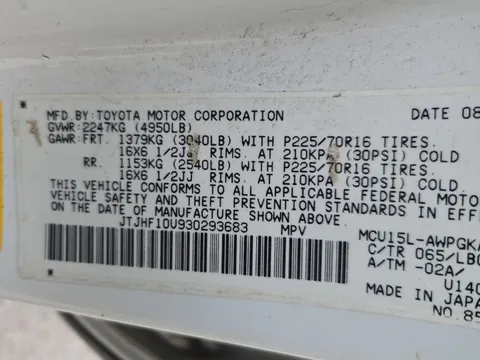 MFD.BY:TOYOTA MOTOR CORPORATION DATE 08
GVWR:2247KG (4950LB)
GAWR:FRT. 1379KG (3040LB) WITH P225/70R16 TIRES.
16X6 1/2JJ RIMS. AT 210KPA (30PSI) COLD
RR. 1153KG (2540LB) WITH P225/70R16 TIRES.
16X6 1/2JJ RIMS. AT 210KPA (30PSI) COLD
THIS VEHICLE CONFORMS TO ALL APPLICABLE FEDERAL MOTOR
VEHICLE SAFETY AND THEFT PREVENTION STANDARDS IN EFFE
ON THE DATE OF MANUFACTURE SHOWN ABOVE.
JTJHF10U930293683 MPV MCU15L-AWPGKA
C/TR 065/LB0
A/TM -02A/
U140
MADE IN JAPA
NO.85